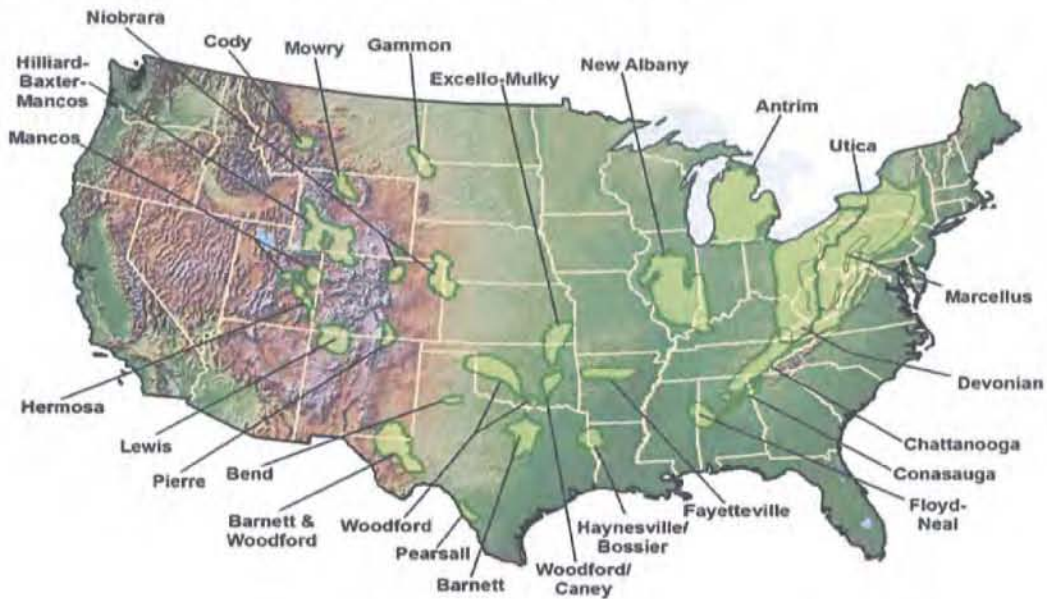 Niobrara
Cody
Mowry
Gammon
Hilliard-
Baxter-
Mancos
Excello-Mulky
New Albany
Antrim
Mancos
Utica
Marcellus
Devonian
Hermosa
Lewis
Chattanooga
Pierre
Bend
Conasauga
Floyd-
Neal
Barnett &
Woodford
Woodford
Fayetteville
Haynesville/
Bossier
Pearsall
Woodford/
Caney
Barnett